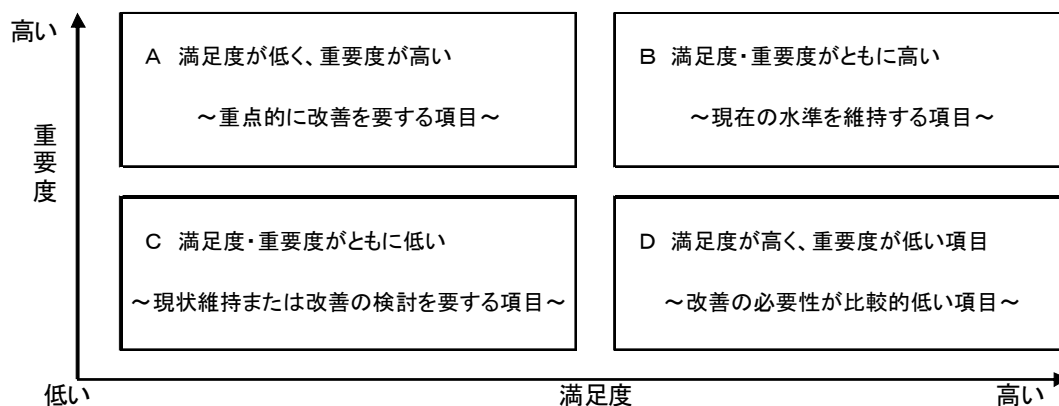 高い
A 満足度が低く、重要度が高い
～重点的に改善を要する項目～
B 満足度・重要度がともに高い
～現在の水準を維持する項目～
重要度
C 満足度・重要度がともに低い
～現状維持または改善の検討を要する項目～
D 満足度が高く、重要度が低い項目
～改善の必要性が比較的低い項目～
低い
満足度
高い